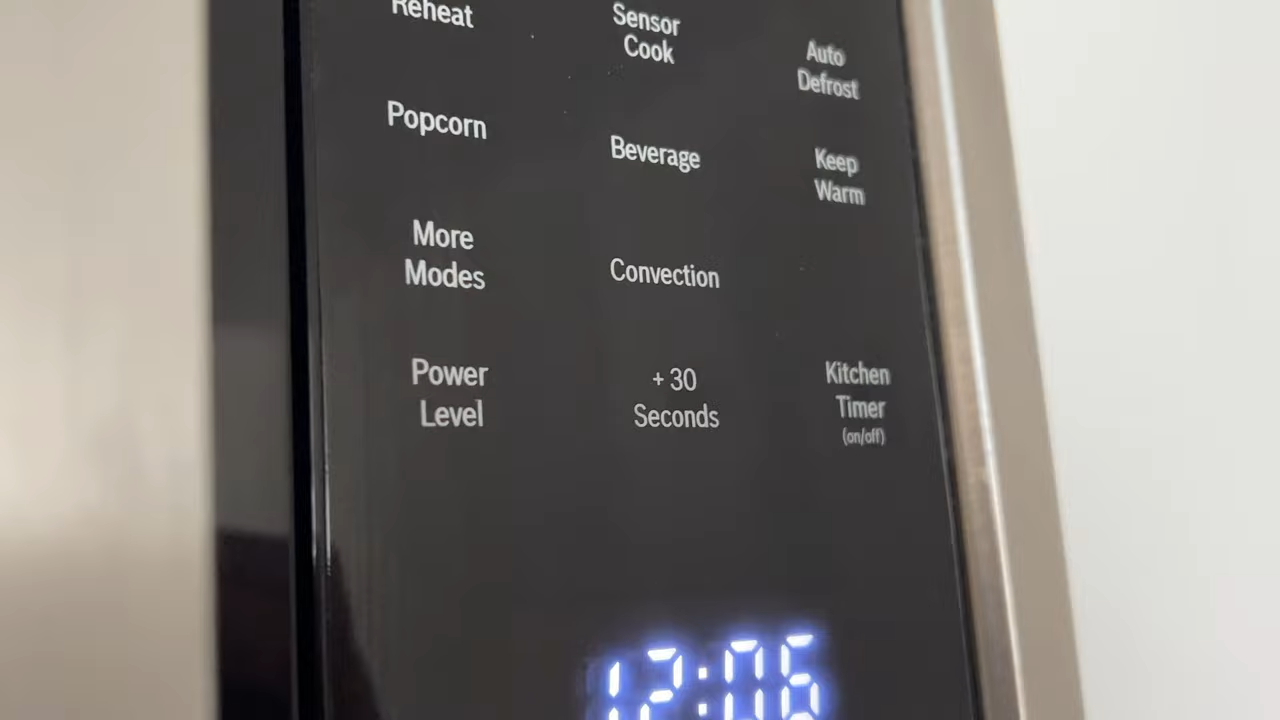 Reheat
Sensor
Cook
Auto
Defrost
Popcorn
Beverage
Keep
Warm
More
Modes
Convection
Power
Level
+ 30
Seconds
Kitchen
Timer
(on/off)
12:06